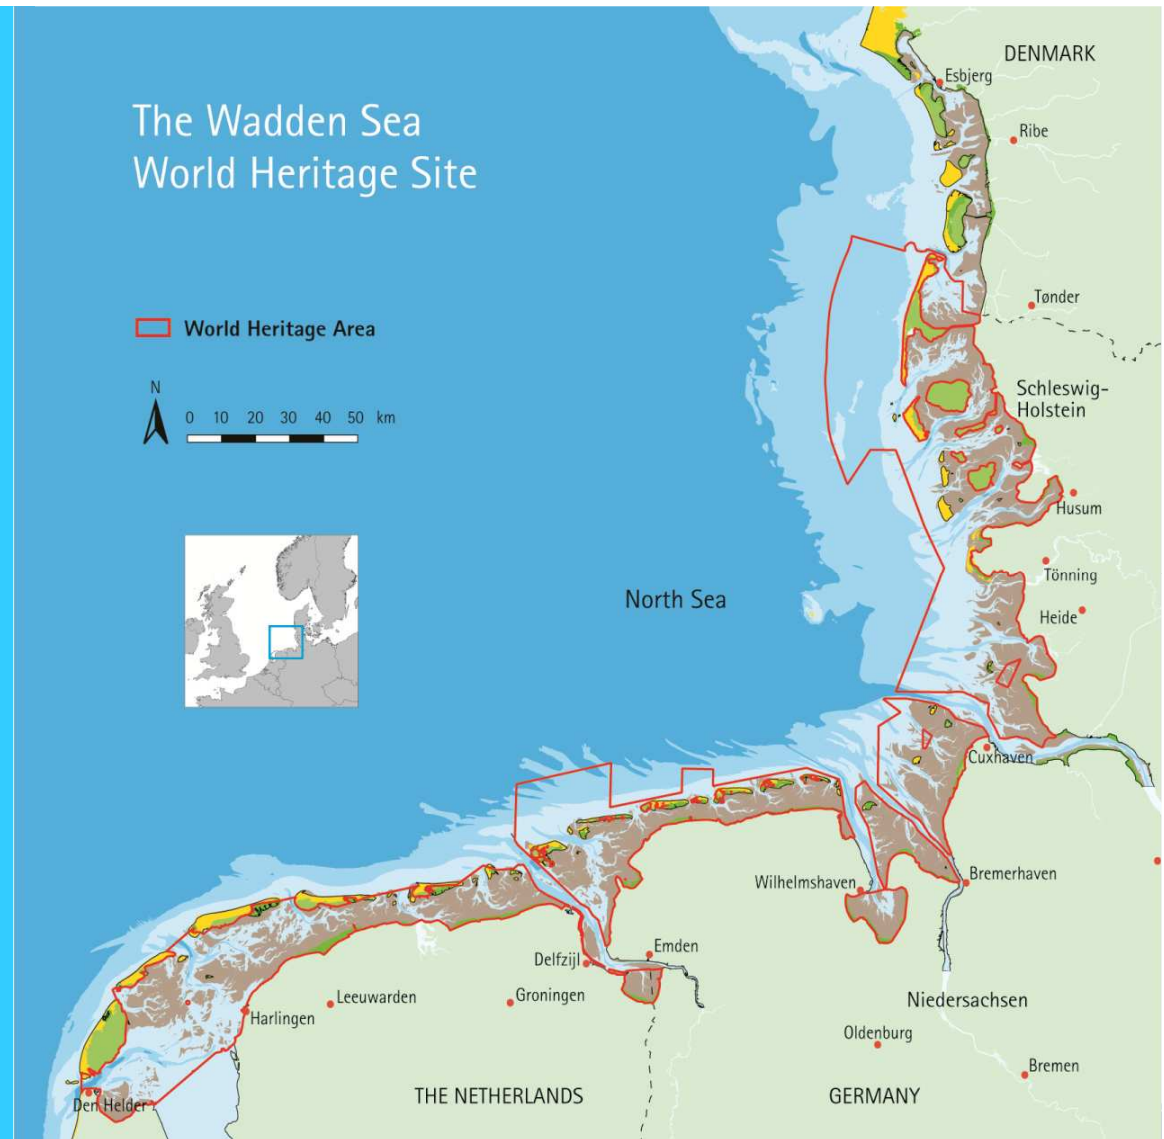 The Wadden Sea
World Heritage Site
World Heritage Area
N
0 10 20 30 40 50 km
DENMARK
Esbjerg
Ribe
Tønder
Schleswig-
Holstein
Husum
Tönning
Heide
North Sea
Cuxhaven
Bremerhaven
Wilhelmshaven
Emden
Delfzijl
Groningen
Leeuwarden
Harlingen
Niedersachsen
Oldenburg
Bremen
Den Helder
THE NETHERLANDS
GERMANY